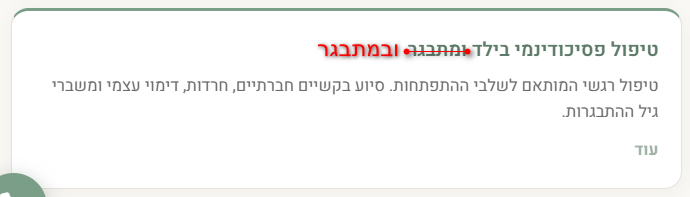 טיפול פסיכודינמי בילד ומתבגר ובמתבגר
טיפול רגשי המותאם לשלבי ההתפתחות. סיוע בקשיים חברתיים, חרדות, דימוי עצמי ומשברי
גיל ההתבגרות.
עוד